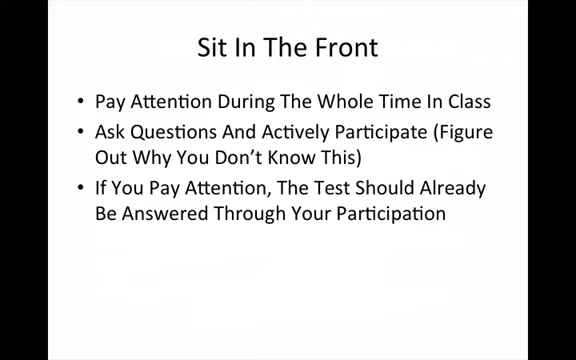 Sit In The Front
• Pay Attention During The Whole Time In Class
• Ask Questions And Actively Participate (Figure
Out Why You Don't Know This)
• If You Pay Attention, The Test Should Already
Be Answered Through Your Participation